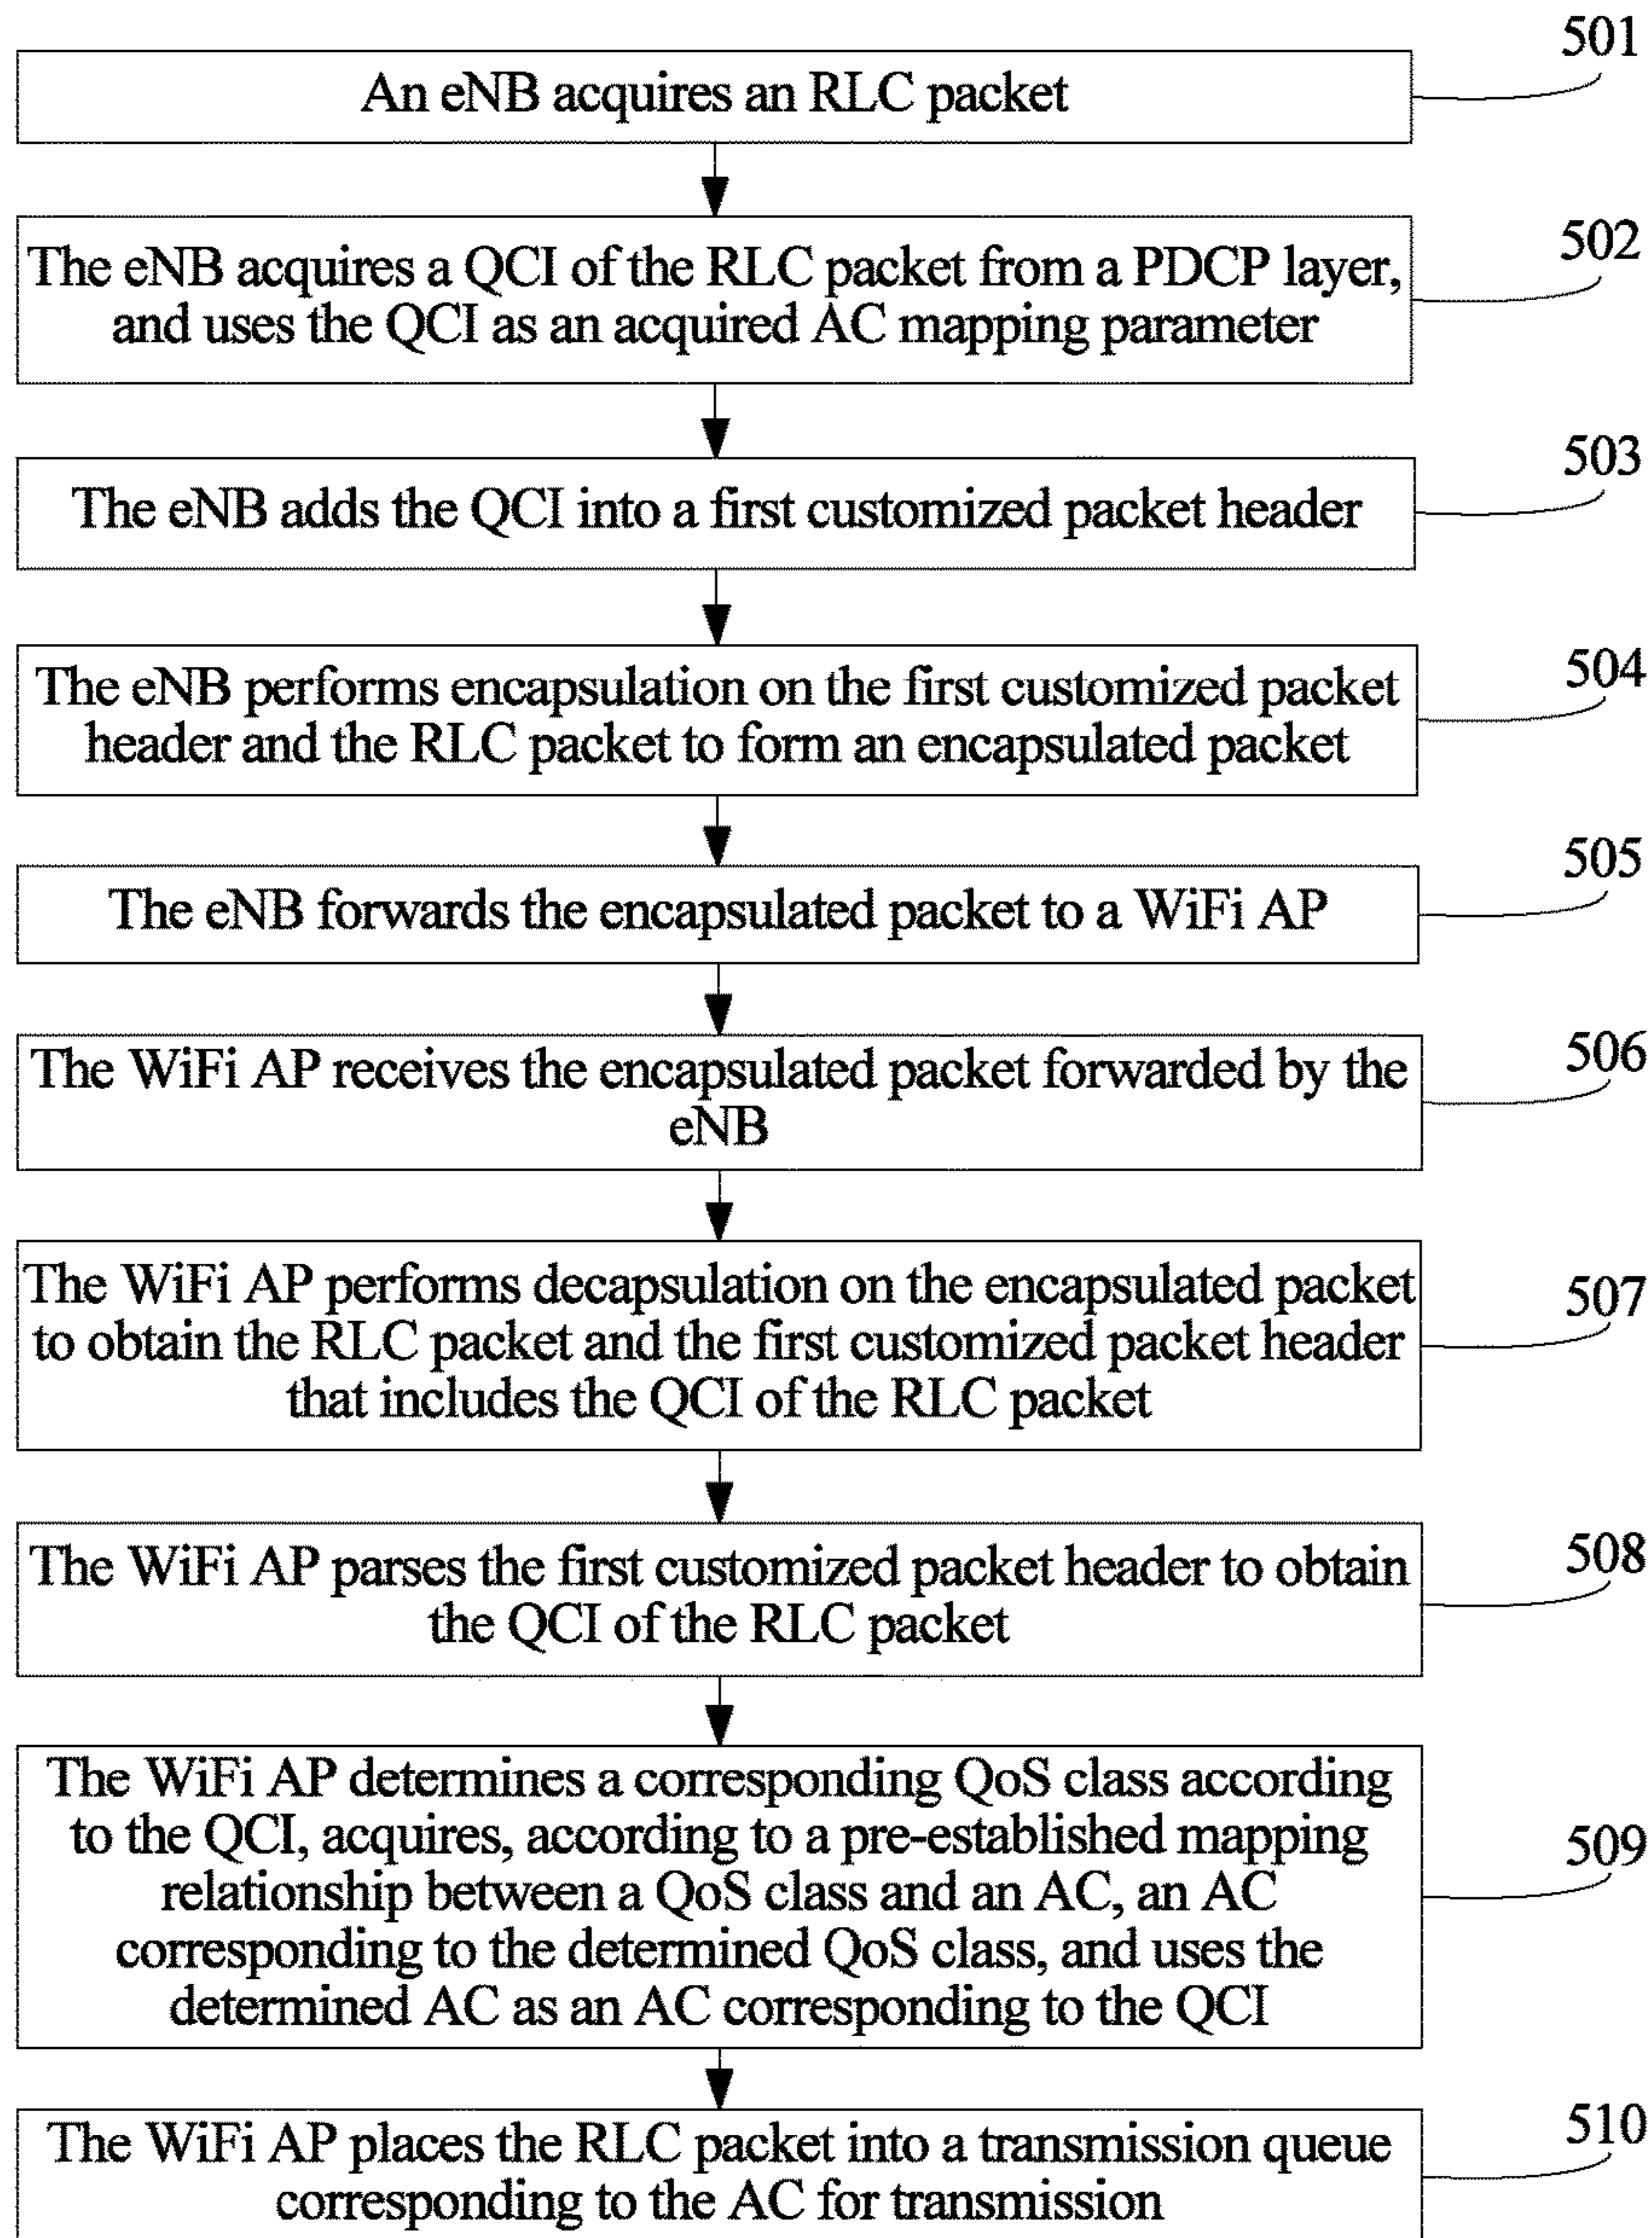 501
An eNB acquires an RLC packet
502
The eNB acquires a QCI of the RLC packet from a PDCP layer,
and uses the QCI as an acquired AC mapping parameter
503
The eNB adds the QCI into a first customized packet header
504
The eNB performs encapsulation on the first customized packet
header and the RLC packet to form an encapsulated packet
505
The eNB forwards the encapsulated packet to a WiFi AP
506
The WiFi AP receives the encapsulated packet forwarded by the
eNB
507
The WiFi AP performs decapsulation on the encapsulated packet
to obtain the RLC packet and the first customized packet header
that includes the QCI of the RLC packet
508
The WiFi AP parses the first customized packet header to obtain
the QCI of the RLC packet
509
The WiFi AP determines a corresponding QoS class according
to the QCI, acquires, according to a pre-established mapping
relationship between a QoS class and an AC, an AC
corresponding to the determined QoS class, and uses the
determined AC as an AC corresponding to the QCI
510
The WiFi AP places the RLC packet into a transmission queue
corresponding to the AC for transmission